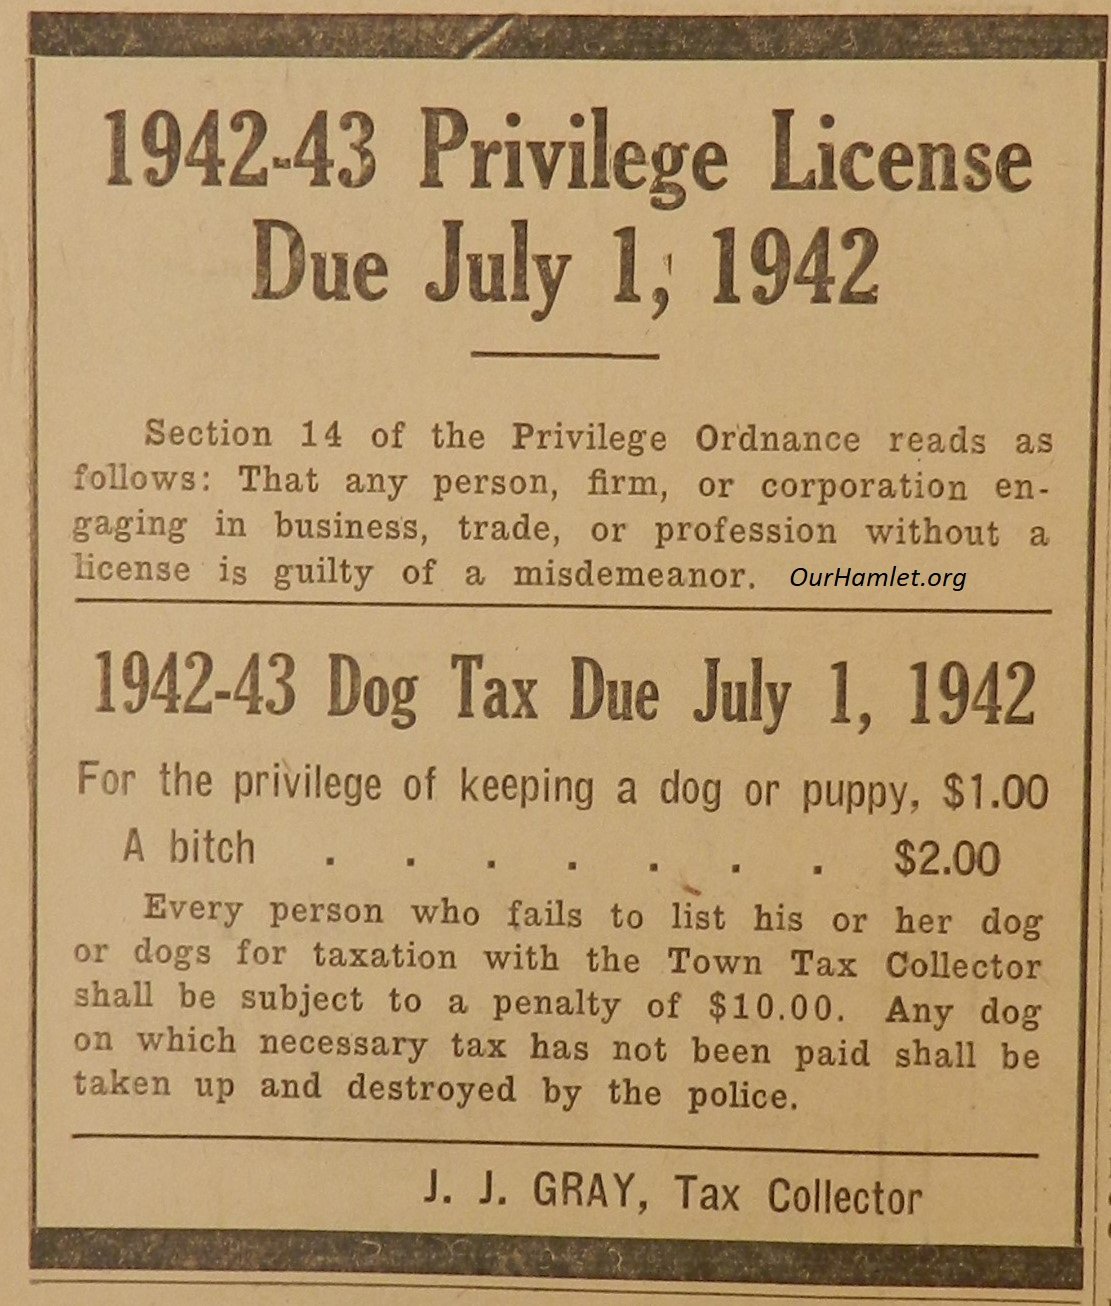 1942-43 Privilege License
Due July 1, 1942
Section 14 of the Privilege Ordnance reads as
follows: That any person, firm, or corporation en-
gaging in business, trade, or profession without a
license is guilty of a misdemeanor. OurHamlet.org
1942-43 Dog Tax Due July 1, 1942
For the privilege of keeping a dog or puppy, $1.00
A bitch . . . . . . . $2.00
Every person who fails to list his or her dog
or dogs for taxation with the Town Tax Collector
shall be subject to a penalty of $10.00. Any dog
on which necessary tax has not been paid shall be
taken up and destroyed by the police.
J. J. GRAY, Tax Collector